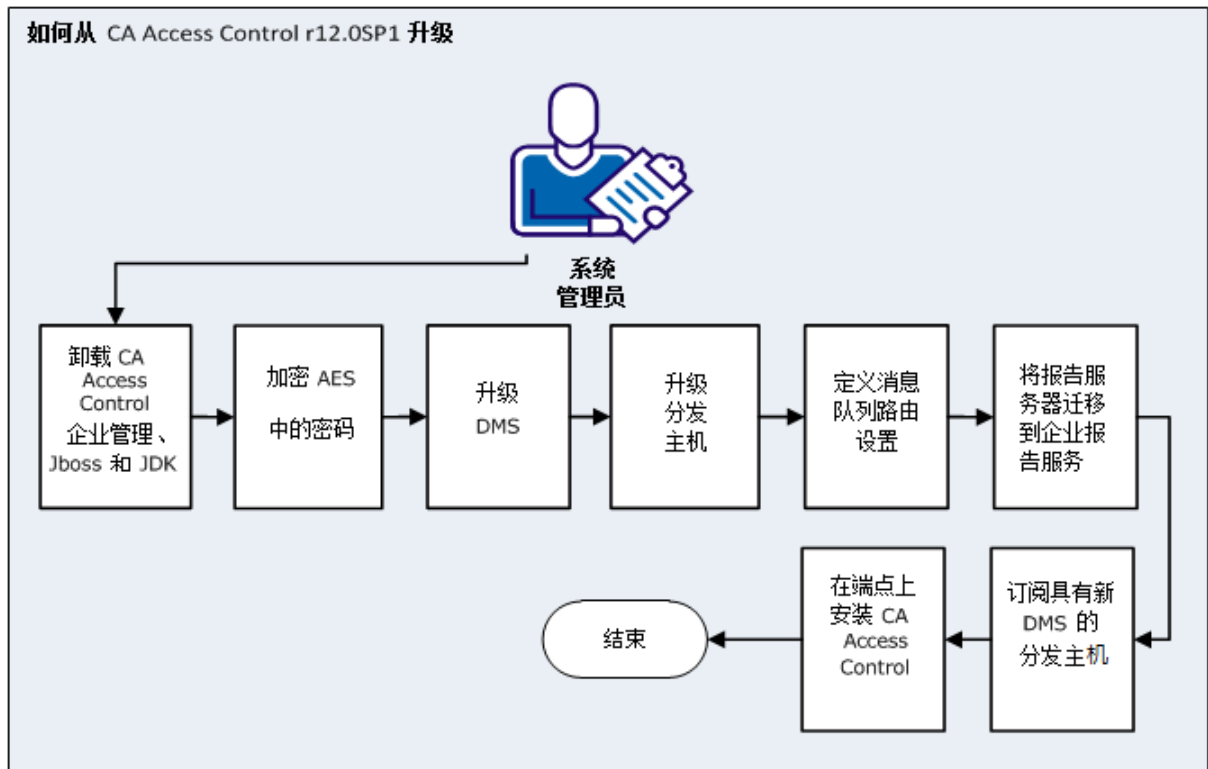 如何从 CA Access Control r12.0SP1 升级
系统
管理员
卸载 CA
Access
Control
企业管理、
Jboss 和 JDK
加密 AES
中的密码
升级
DMS
升级
分发
主机
定义消息
队列路由
设置
将报告服
务器迁移
到企业报
告服务
订阅具有新
DMS 的
分发主机
在端点上
安装 CA
Access
Control
结束